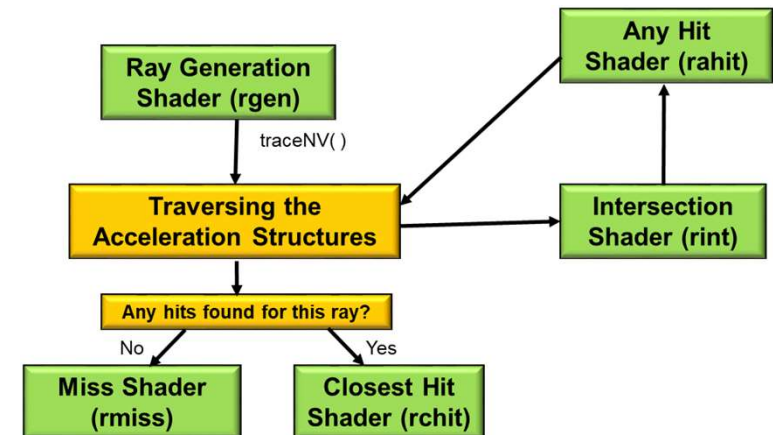 Ray Generation
Shader (rgen)
Any Hit
Shader (rahit)
traceNV( )
Traversing the
Acceleration Structures
Intersection
Shader (rint)
Any hits found for this ray?
No
Yes
Miss Shader
(rmiss)
Closest Hit
Shader (rchit)